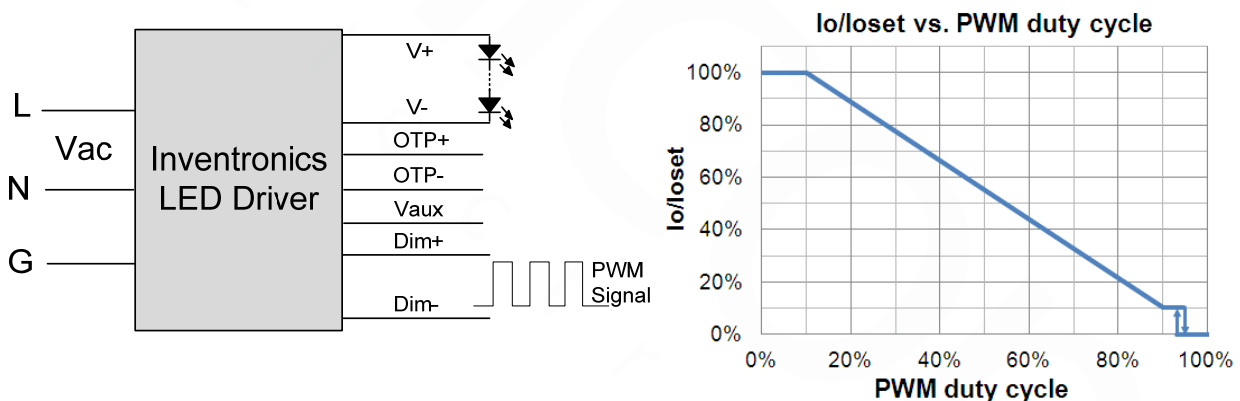 L
Vac
N
G
Inventronics
LED Driver
V+
V-
OTP+
OTP-
Vaux
Dim+
Dim-
PWM
Signal
Io/Ioset vs. PWM duty cycle
Io/Ioset
100%
80%
60%
40%
20%
0%
0% 20% 40% 60% 80% 100%
PWM duty cycle